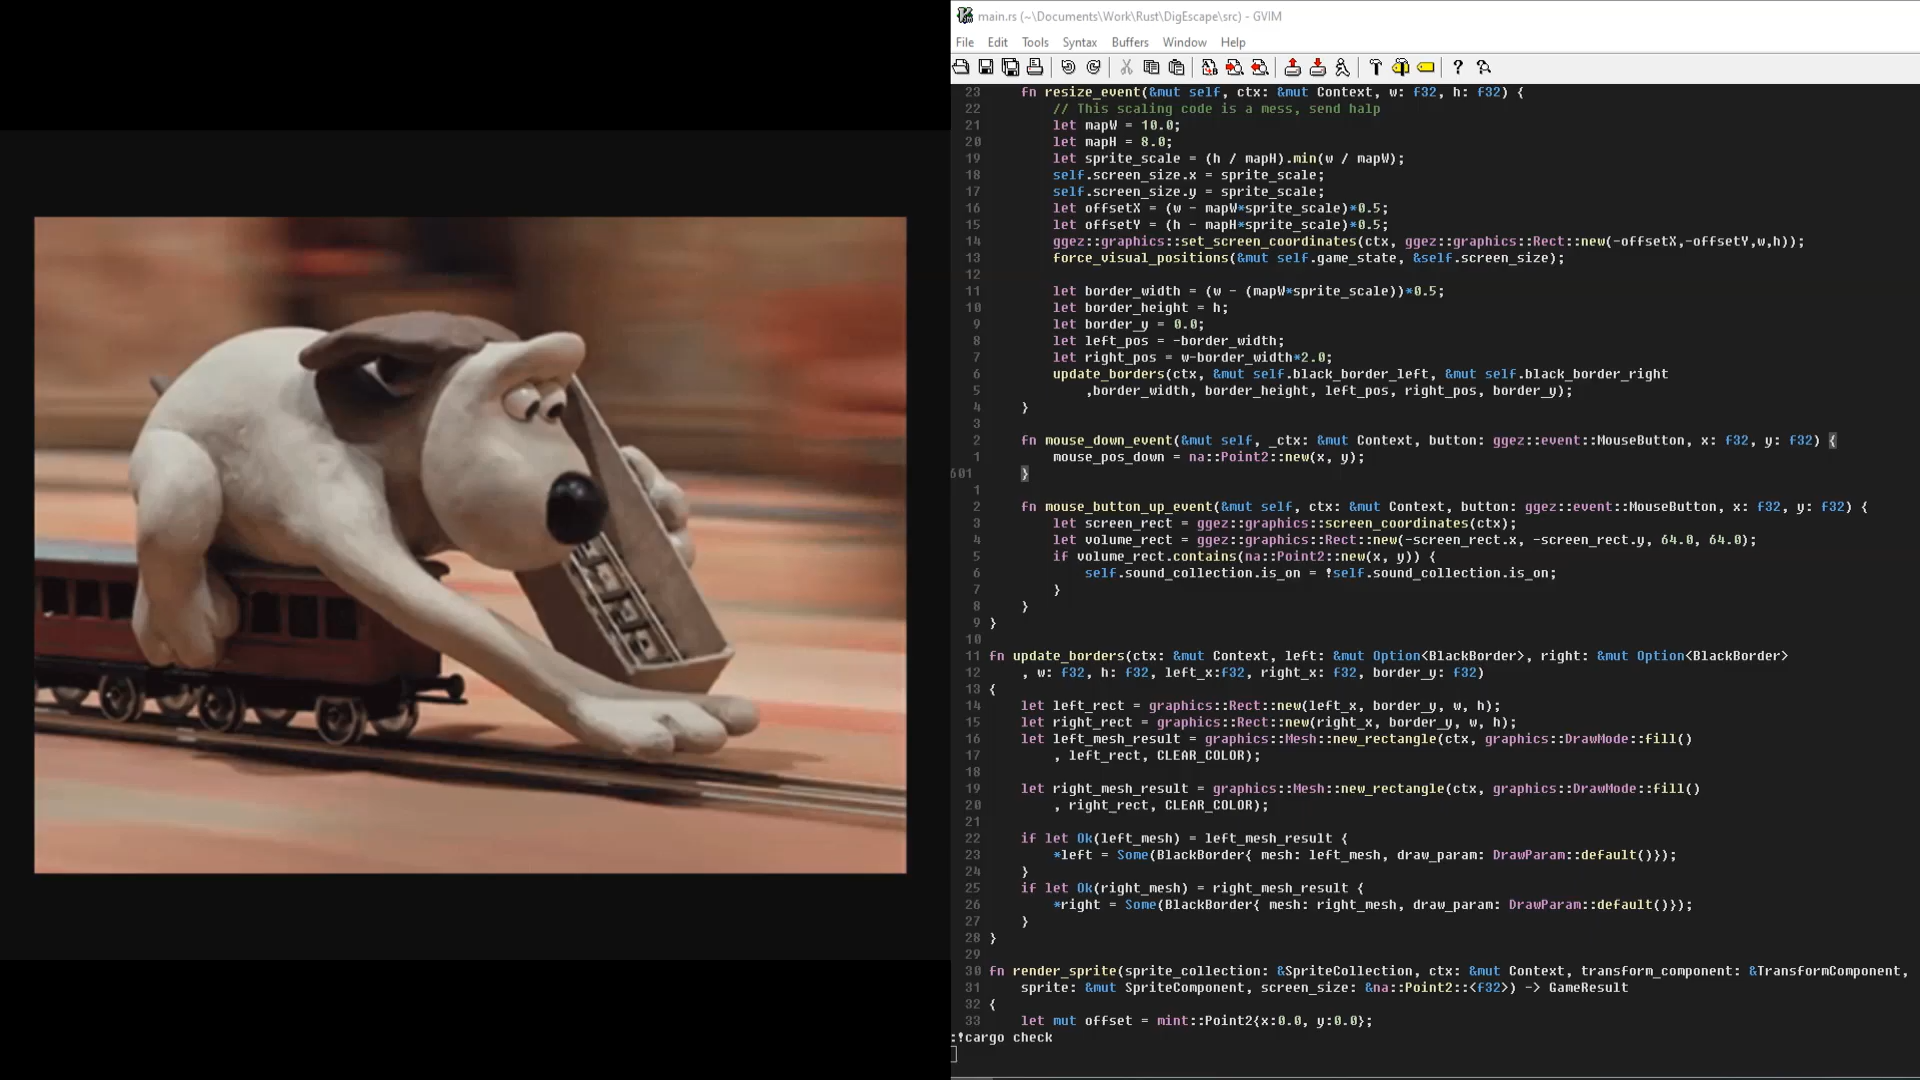 main.rs (~\Documents\Work\Rust\DigEscape\src) - GVIM
File Edit Tools Syntax Buffers Window Help
23 fn resize_event(&mut self, ctx: &mut Context, w: f32, h: f32) {
22 // This scaling code is a mess, send halp
21 let mapW = 10.0;
20 let mapH = 8.0;
19 let sprite_scale = (h / mapH).min(w / mapW);
18 self.screen_size.x = sprite_scale;
17 self.screen_size.y = sprite_scale;
16 let offsetX = (w - mapW*sprite_scale)*0.5;
15 let offsetY = (h - mapH*sprite_scale)*0.5;
14 ggez::graphics::set_screen_coordinates(ctx, ggez::graphics::Rect::new(-offsetX,-offsetY,w,h));
13 force_visual_positions(&mut self.game_state, &self.screen_size);
12
11 let border_width = (w - (mapW*sprite_scale))*0.5;
10 let border_height = h;
9 let border_y = 0.0;
8 let left_pos = -border_width;
7 let right_pos = w-border_width*2.0;
6 update_borders(ctx, &mut self.black_border_left, &mut self.black_border_right
5 ,border_width, border_height, left_pos, right_pos, border_y);
4 }
3
2 fn mouse_down_event(&mut self, _ctx: &mut Context, button: ggez::event::MouseButton, x: f32, y: f32) {
1 mouse_pos_down = na::Point2::new(x, y);
601 }
1
2 fn mouse_button_up_event(&mut self, ctx: &mut Context, button: ggez::event::MouseButton, x: f32, y: f32) {
3 let screen_rect = ggez::graphics::screen_coordinates(ctx);
4 let volume_rect = ggez::graphics::Rect::new(-screen_rect.x, -screen_rect.y, 64.0, 64.0);
5 if volume_rect.contains(na::Point2::new(x, y)) {
6 self.sound_collection.is_on = !self.sound_collection.is_on;
7 }
8 }
9 }
10
11 fn update_borders(ctx: &mut Context, left: &mut Option<BlackBorder>, right: &mut Option<BlackBorder>
12 , w: f32, h: f32, left_x:f32, right_x: f32, border_y: f32)
13 {
14 let left_rect = graphics::Rect::new(left_x, border_y, w, h);
15 let right_rect = graphics::Rect::new(right_x, border_y, w, h);
16 let left_mesh_result = graphics::Mesh::new_rectangle(ctx, graphics::DrawMode::fill()
17 , left_rect, CLEAR_COLOR);
18
19 let right_mesh_result = graphics::Mesh::new_rectangle(ctx, graphics::DrawMode::fill()
20 , right_rect, CLEAR_COLOR);
21
22 if let Ok(left_mesh) = left_mesh_result {
23 *left = Some(BlackBorder{ mesh: left_mesh, draw_param: DrawParam::default()});
24 }
25 if let Ok(right_mesh) = right_mesh_result {
26 *right = Some(BlackBorder{ mesh: right_mesh, draw_param: DrawParam::default()});
27 }
28 }
29
30 fn render_sprite(sprite_collection: &SpriteCollection, ctx: &mut Context, transform_component: &TransformComponent,
31 sprite: &mut SpriteComponent, screen_size: &na::Point2::<f32>) -> GameResult
32 {
33 let mut offset = mint::Point2{x:0.0, y:0.0};
:!cargo check